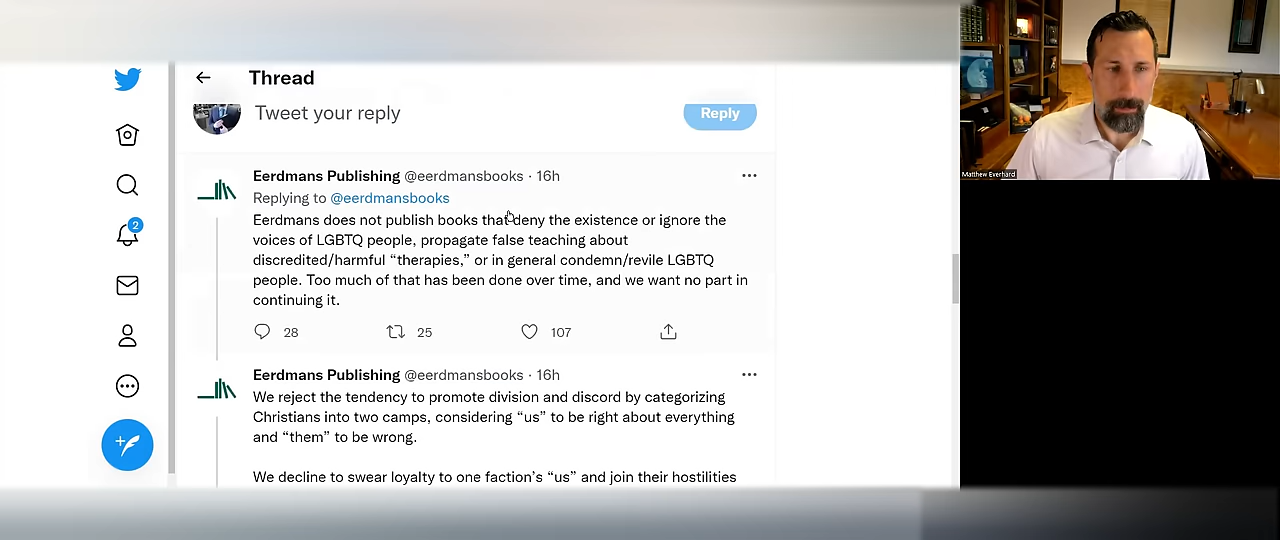 Thread
Tweet your reply
Reply
Eerdmans Publishing @eerdmansbooks · 16h
Replying to @eerdmansbooks
Eerdmans does not publish books that deny the existence or ignore the
voices of LGBTQ people, propagate false teaching about
discredited/harmful “therapies,” or in general condemn/revile LGBTQ
people. Too much of that has been done over time, and we want no part in
continuing it.
28 25 107
2
Eerdmans Publishing @eerdmansbooks · 16h
We reject the tendency to promote division and discord by categorizing
Christians into two camps, considering “us” to be right about everything
and “them” to be wrong.
We decline to swear loyalty to one faction’s “us” and join their hostilities
Matthew Everhard